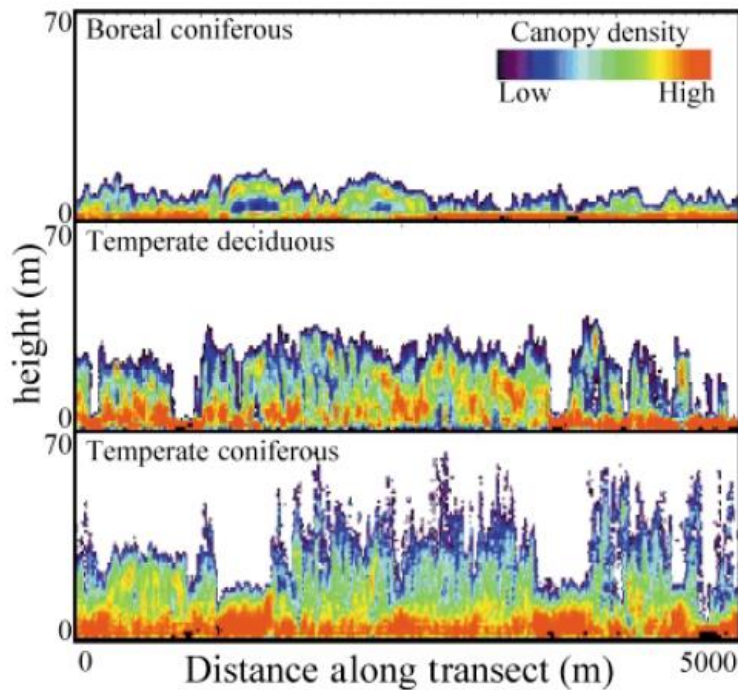 70
Boreal coniferous
Canopy density
Low High
0
70
Temperate deciduous
height (m)
0
70
Temperate coniferous
0
0 Distance along transect (m) 5000